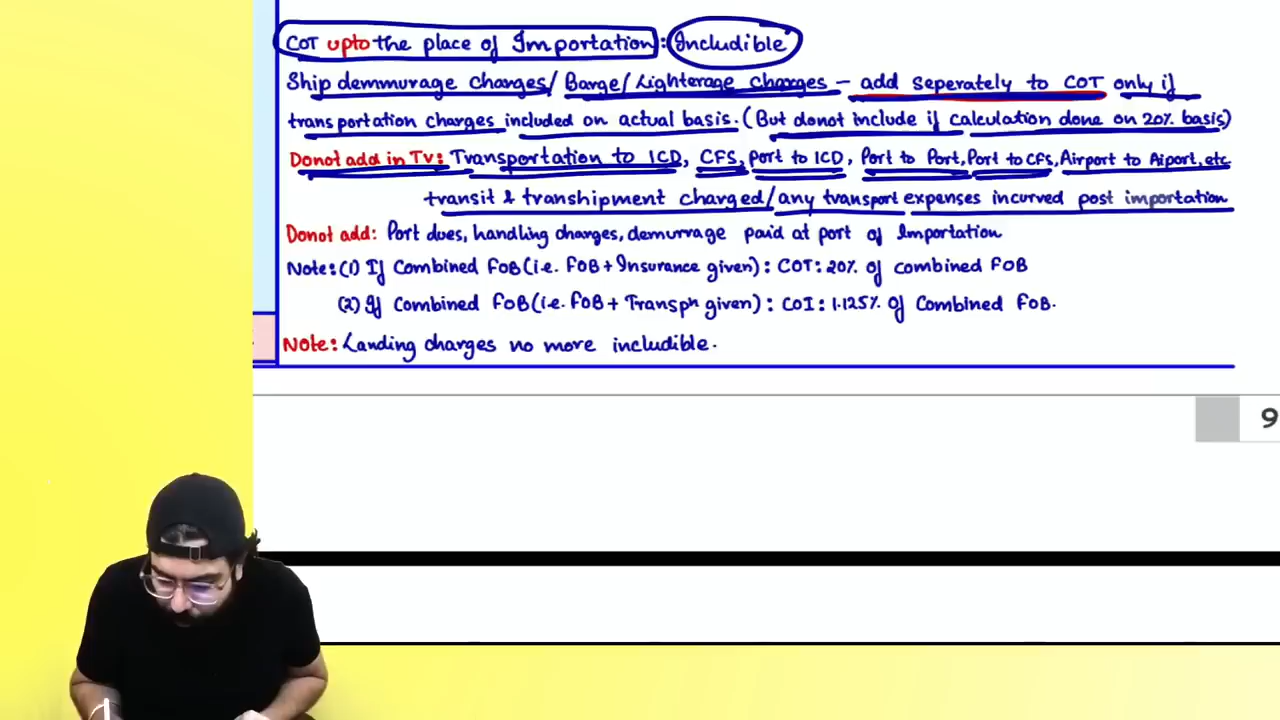 COT upto the place of Importation: Includible
Ship demmurage charges/ Barge/ Lighterage charges - add seperately to COT only if
transportation charges included on actual basis. (But donot include if calculation done on 20% basis)
Donot add in TV: Transportation to ICD, CFS, Port to ICD, Port to Port, Port to CFS, Airport to Aiport, etc
transit & transhipment charged/ any transport expenses incurved post importation
Donot add: Port dues, handling charges, demurrage paid at port of Importation
Note: (1) If Combined FOB (i.e. FOB + Insurance given): COT: 20% of combined FOB
(2) If Combined FOB (i.e. FOB + Transpn given): COI: 1.125% of Combined FOB.
Note: Landing charges no more includible.
9